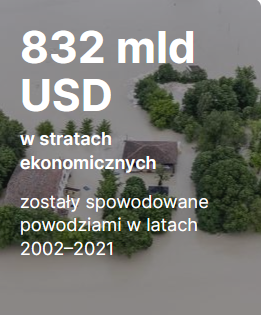 832 mld
USD
w stratach
ekonomicznych
zostały spowodowane
powodziami w latach
2002–2021